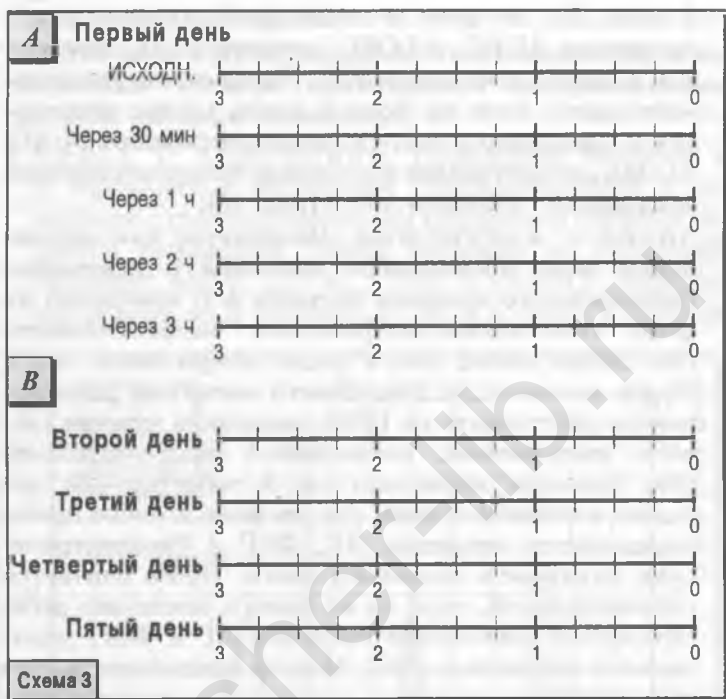 A Первый день
ИСХОДН.
3 2 1 0
Через 30 мин
3 2 1 0
Через 1 ч
3 2 1 0
Через 2 ч
3 2 1 0
Через 3 ч
3 2 1 0
B
Второй день
3 2 1 0
Третий день
3 2 1 0
Четвертый день
3 2 1 0
Пятый день
3 2 1 0
Схема 3